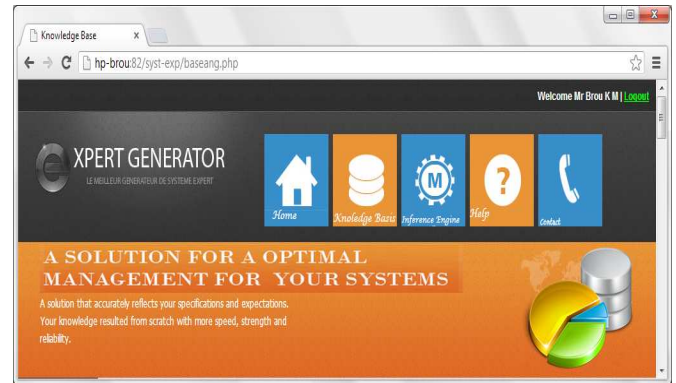 Knowledge Base
hp-brou:82/syst-exp/baseang.php
Welcome Mr Brou K M | Logout
EXPERT GENERATOR
LE MEILLEUR GENERATEUR DE SYSTEME EXPERT
Home
Knoledge Basis
M
Inference Engine
?
Help
Contact
A SOLUTION FOR A OPTIMAL
MANAGEMENT FOR YOUR SYSTEMS
A solution that accurately reflects your specifications and expectations.
Your knowledge resulted from scratch with more speed, strength and
reliability.